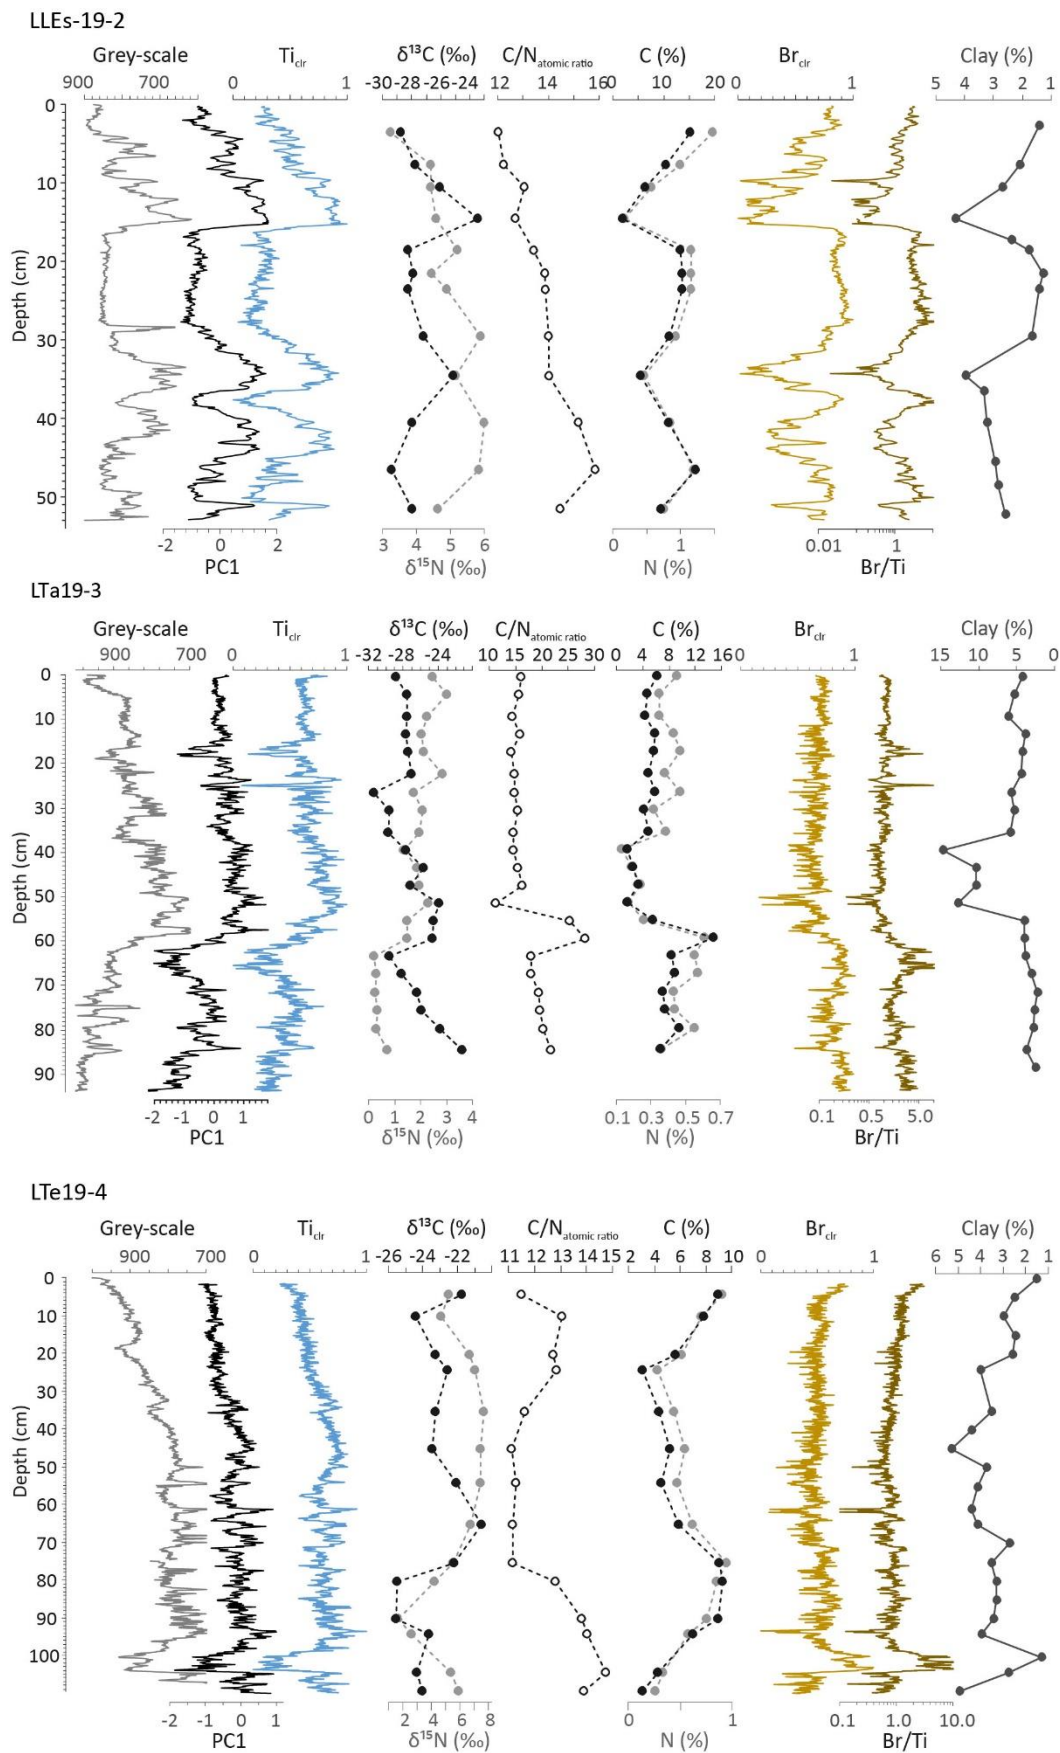 LLEs-19-2
Grey-scale Ti clr δ¹³C (‰) C/N atomic ratio C (%) Br clr Clay (%)
900 700 0 1 -30 -28 -26 -24 12 14 16 0 10 20 0 1 5 4 3 2 1
0
10
20
30
40
50
Depth (cm)
-2 0 2 3 4 5 6 0 1 0.01 1
PC1 δ¹⁵N (‰) N (%) Br/Ti
LTa19-3
Grey-scale Ti clr δ¹³C (‰) C/N atomic ratio C (%) Br clr Clay (%)
900 700 0 1 -32 -28 -24 10 15 20 25 30 0 4 8 12 16 0 1 15 10 5 0
0
10
20
30
40
50
60
70
80
90
Depth (cm)
-2 -1 0 1 0 1 2 3 4 0.1 0.3 0.5 0.7 0.1 0.5 5.0
PC1 δ¹⁵N (‰) N (%) Br/Ti
LTe19-4
Grey-scale Ti clr δ¹³C (‰) C/N atomic ratio C (%) Br clr Clay (%)
900 700 0 1 -26 -24 -22 11 12 13 14 15 2 4 6 8 10 0 1 6 5 4 3 2 1
0
10
20
30
40
50
60
70
80
90
100
Depth (cm)
-2 -1 0 1 2 4 6 8 0 1 0.1 1.0 10.0
PC1 δ¹⁵N (‰) N (%) Br/Ti